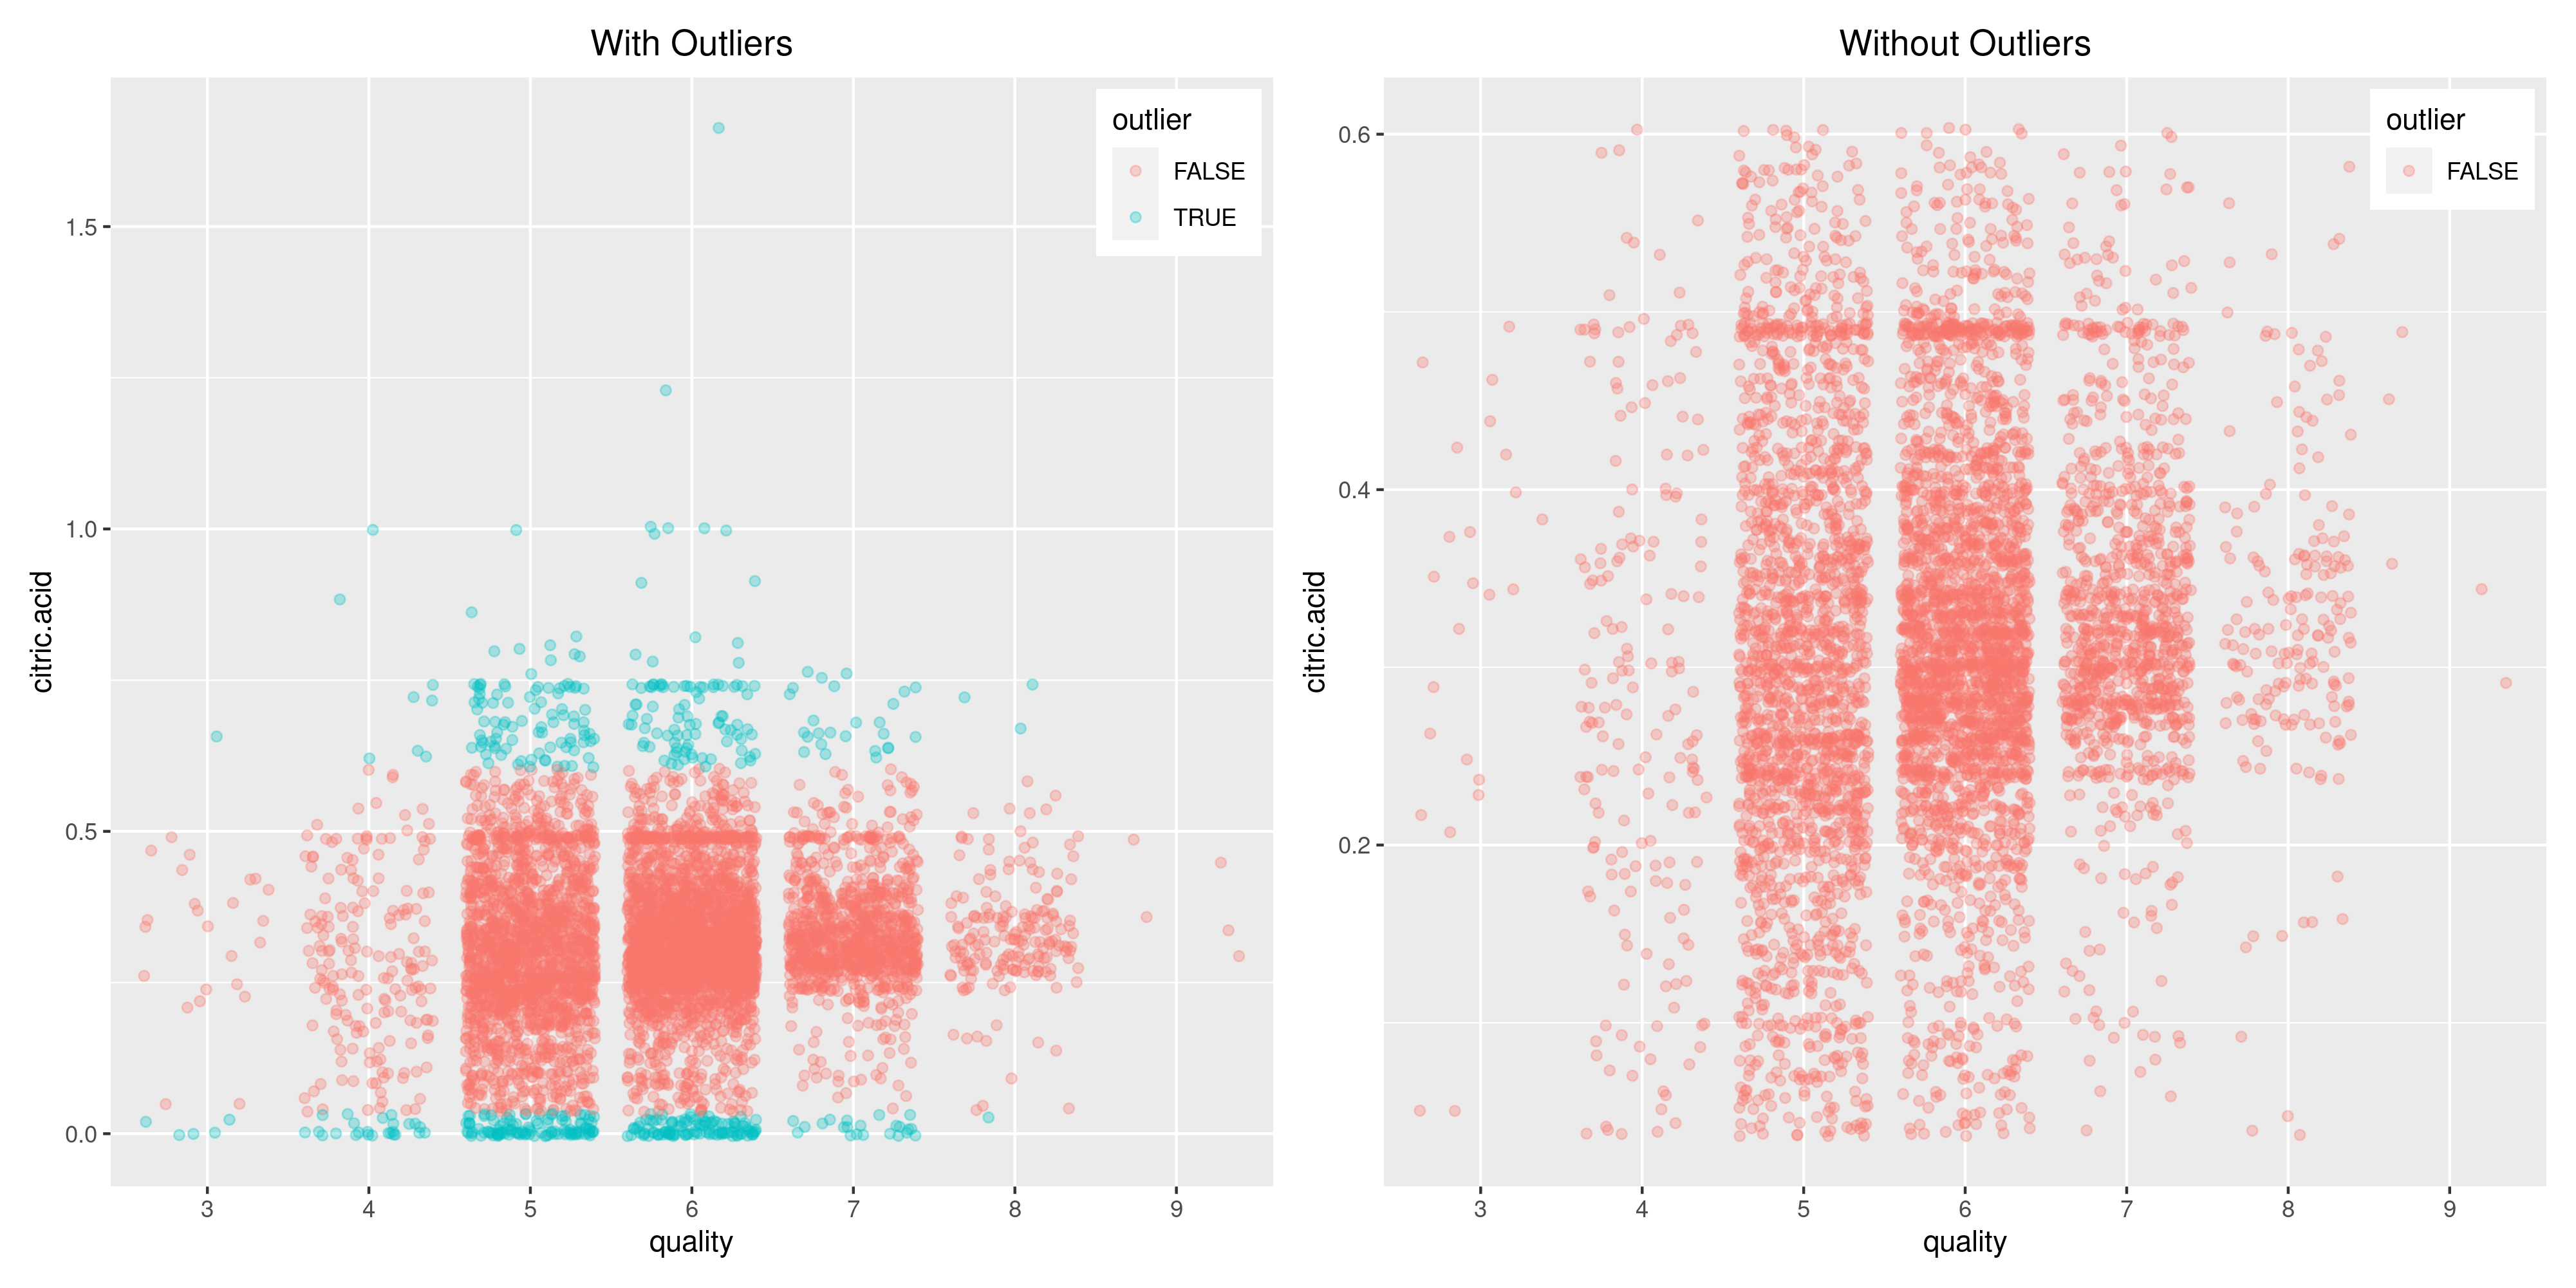 With Outliers
outlier
FALSE
TRUE
1.5
1.0
0.5
0.0
citric.acid
3 4 5 6 7 8 9
quality
Without Outliers
outlier
FALSE
0.6
0.4
0.2
citric.acid
3 4 5 6 7 8 9
quality